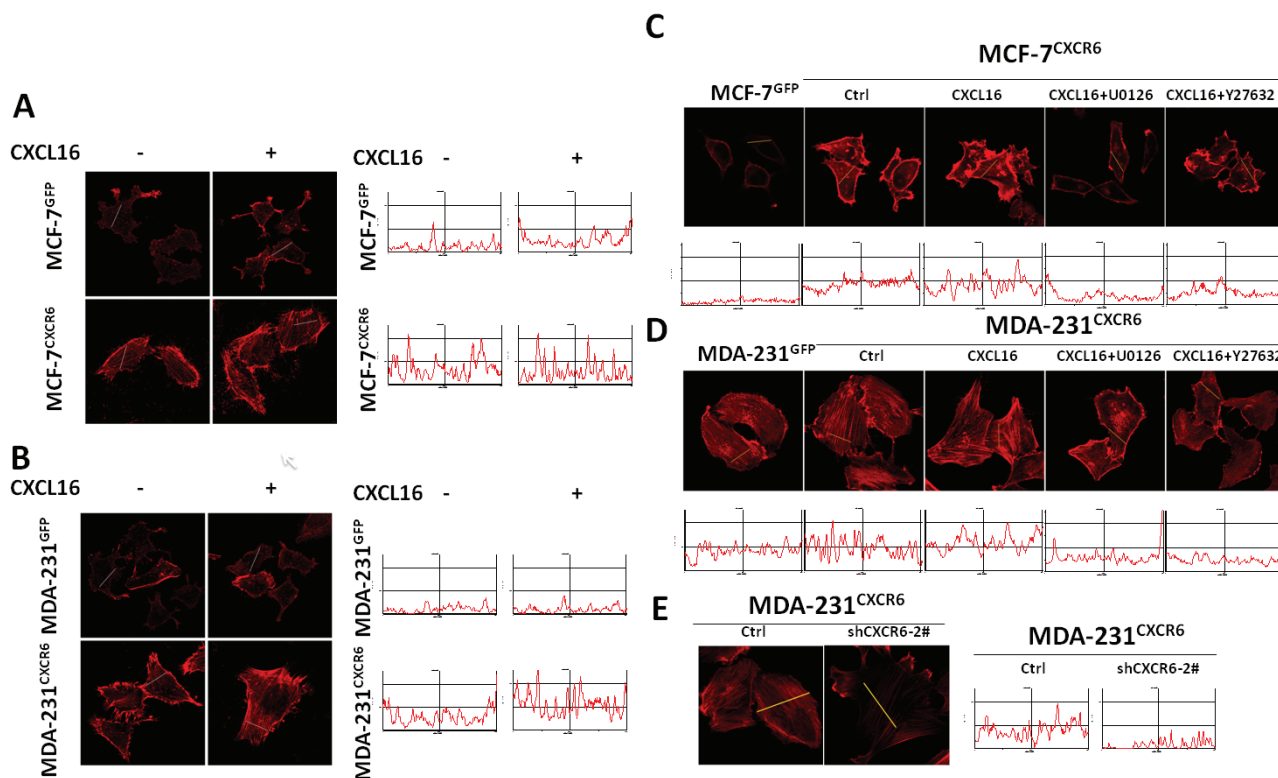 A
CXCL16 - +
CXCL16 - +
MCF-7GFP
MCF-7GFP
MCF-7CXCR6
MCF-7CXCR6
B
CXCL16 - +
CXCL16 - +
MDA-231GFP
MDA-231GFP
MDA-231CXCR6
MDA-231CXCR6
C
MCF-7CXCR6
MCF-7GFP Ctrl CXCL16 CXCL16+U0126 CXCL16+Y27632
D
MDA-231CXCR6
MDA-231GFP Ctrl CXCL16 CXCL16+U0126 CXCL16+Y27632
E
MDA-231CXCR6
Ctrl shCXCR6-2#
MDA-231CXCR6
Ctrl shCXCR6-2#